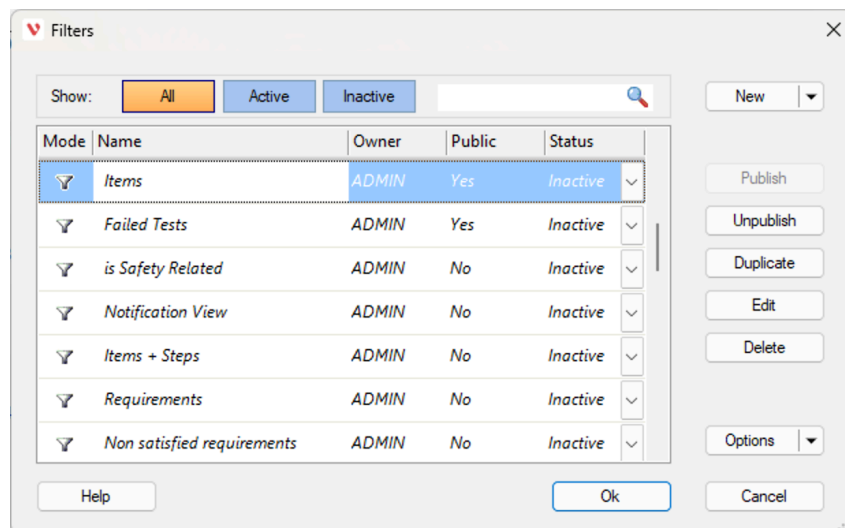 Filters
Show: All Active Inactive New
Mode Name Owner Public Status
Items ADMIN Yes Inactive Publish
Failed Tests ADMIN Yes Inactive Unpublish
is Safety Related ADMIN No Inactive Duplicate
Notification View ADMIN No Inactive Edit
Items + Steps ADMIN No Inactive Delete
Requirements ADMIN No Inactive
Non satisfied requirements ADMIN No Inactive Options
Help Ok Cancel